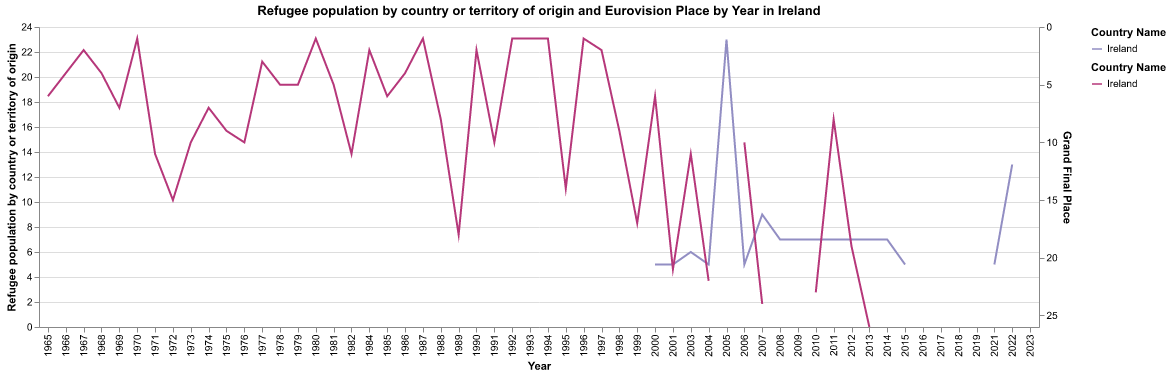 Refugee population by country or territory of origin and Eurovision Place by Year in Ireland
Refugee population by country or territory of origin
24
22
20
18
16
14
12
10
8
6
4
2
0
0
5
10
15
20
25
Grand Final Place
1965 1966 1967 1968 1969 1970 1971 1972 1973 1974 1975 1976 1977 1978 1979 1980 1981 1982 1984 1985 1986 1987 1988 1989 1990 1991 1992 1993 1994 1995 1996 1997 1998 1999 2000 2001 2003 2004 2005 2006 2007 2008 2009 2010 2011 2012 2013 2014 2015 2016 2017 2018 2019 2021 2022 2023
Year
Country Name
Ireland
Country Name
Ireland